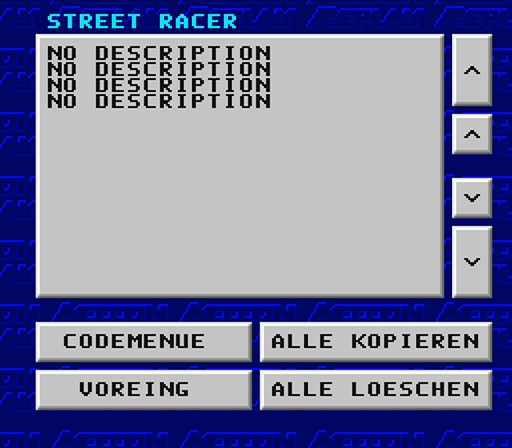 STREET RACER
NO DESCRIPTION
NO DESCRIPTION
NO DESCRIPTION
NO DESCRIPTION
CODEMENUE
ALLE KOPIEREN
VOREING
ALLE LOESCHEN